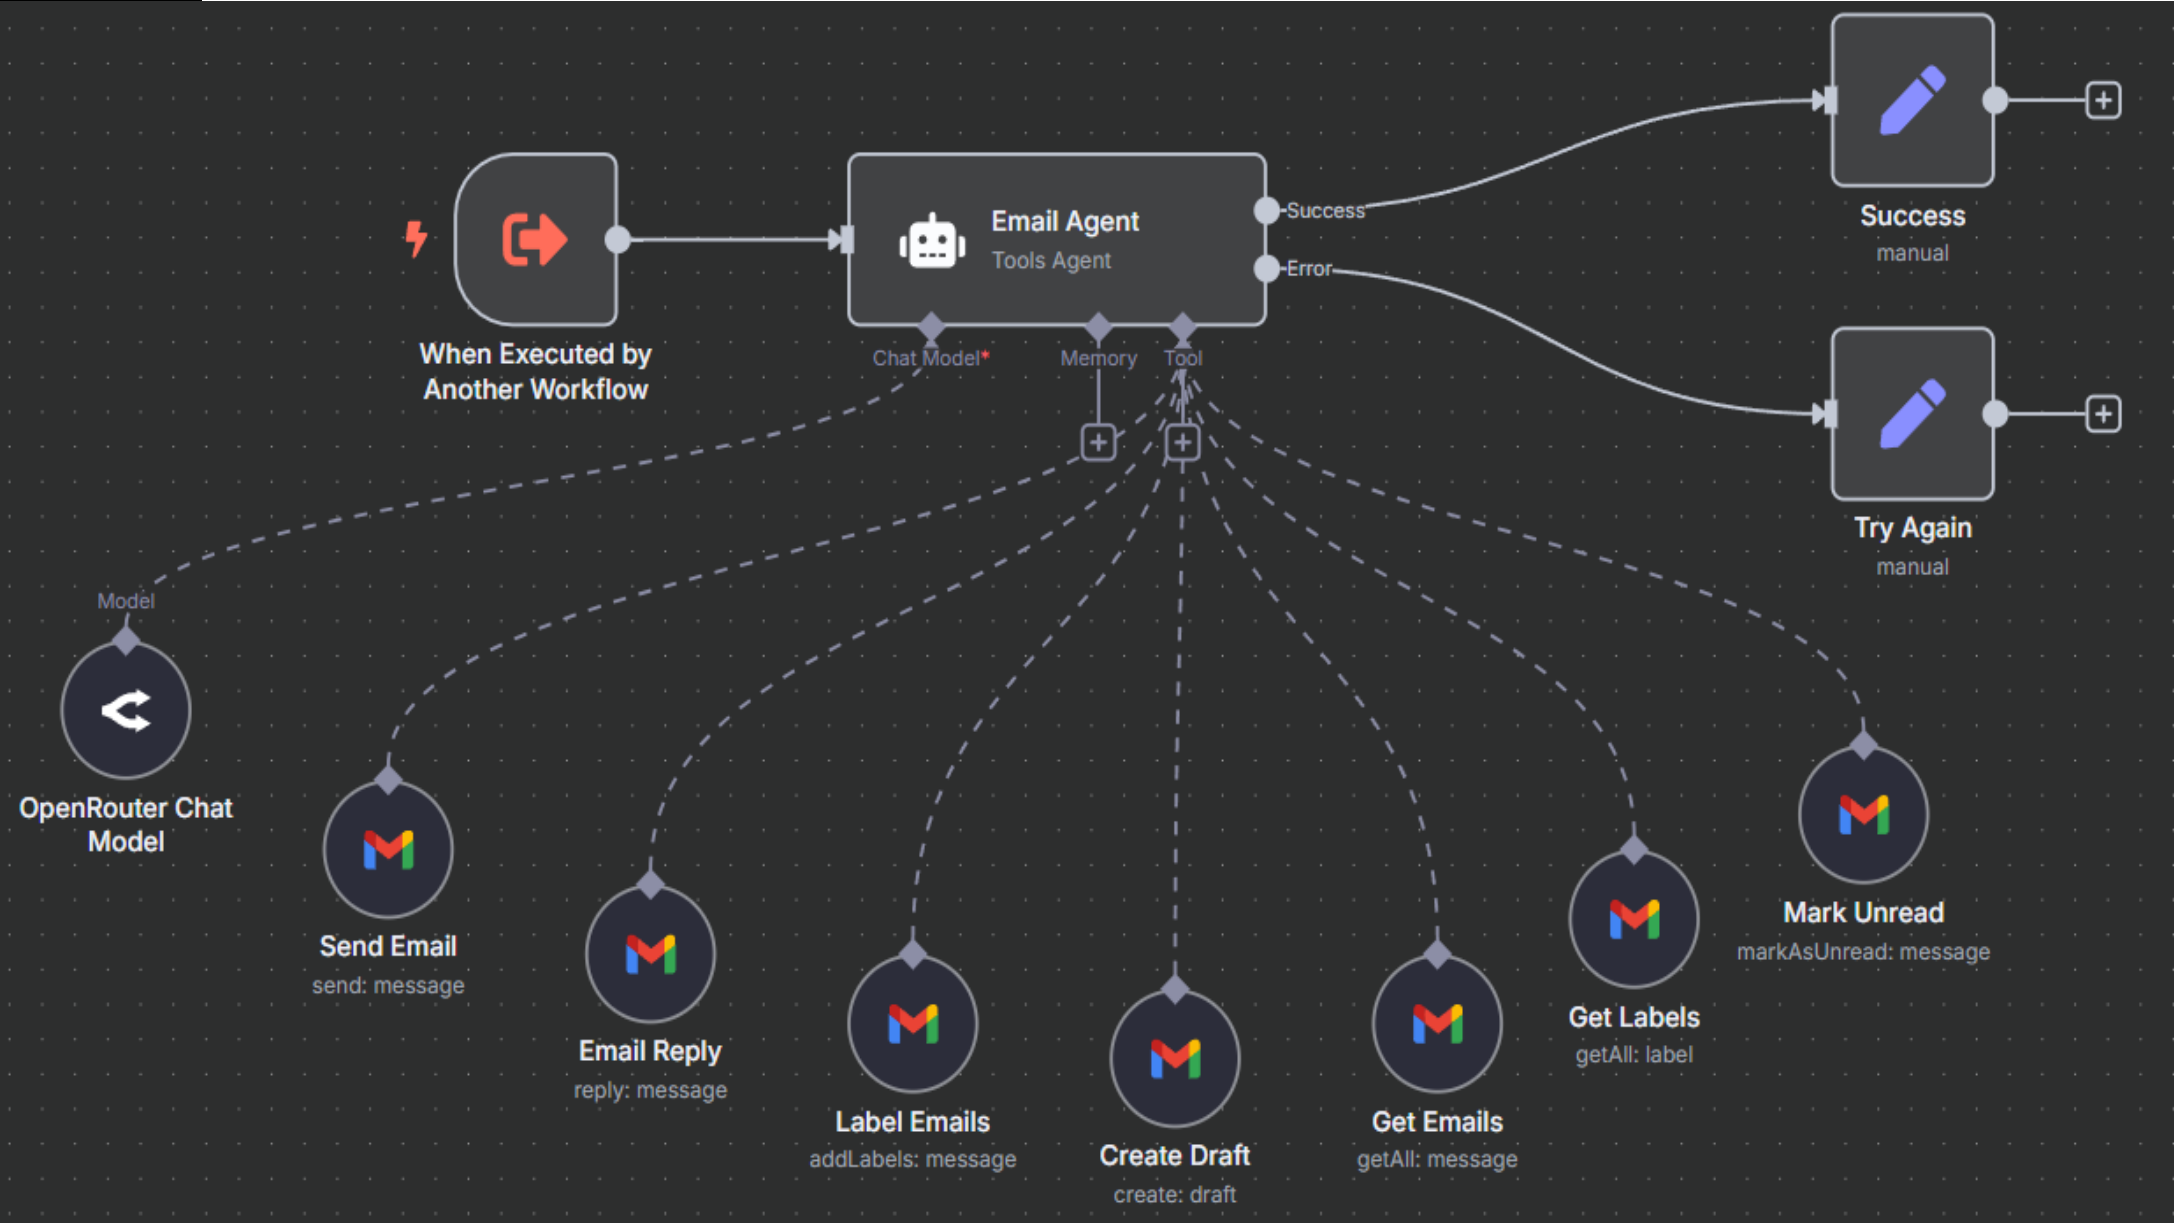 Success
manual
When Executed by
Another Workflow
Email Agent
Tools Agent
Success
Error
Chat Model*
Memory
Tool
Try Again
manual
Model
OpenRouter Chat
Model
Send Email
send: message
Email Reply
reply: message
Label Emails
addLabels: message
Create Draft
create: draft
Get Emails
getAll: message
Get Labels
getAll: label
Mark Unread
markAsUnread: message